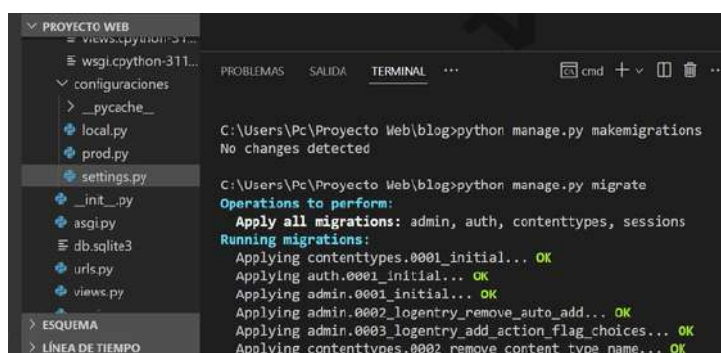 PROYECTO WEB
views.cpython-31...
wsgi.cpython-311...
configuraciones
__pycache__
local.py
prod.py
settings.py
__init__.py
asgi.py
db.sqlite3
urls.py
views.py
ESQUEMA
LÍNEA DE TIEMPO
PROBLEMAS SALIDA TERMINAL ... cmd
C:\Users\Pc\Proyecto Web\blog>python manage.py makemigrations
No changes detected
C:\Users\Pc\Proyecto Web\blog>python manage.py migrate
Operations to perform:
Apply all migrations: admin, auth, contenttypes, sessions
Running migrations:
Applying contenttypes.0001_initial... OK
Applying auth.0001_initial... OK
Applying admin.0001_initial... OK
Applying admin.0002_logentry_remove_auto_add... OK
Applying admin.0003_logentry_add_action_flag_choices... OK
Applying contenttypes.0002_remove_content_type_name... OK